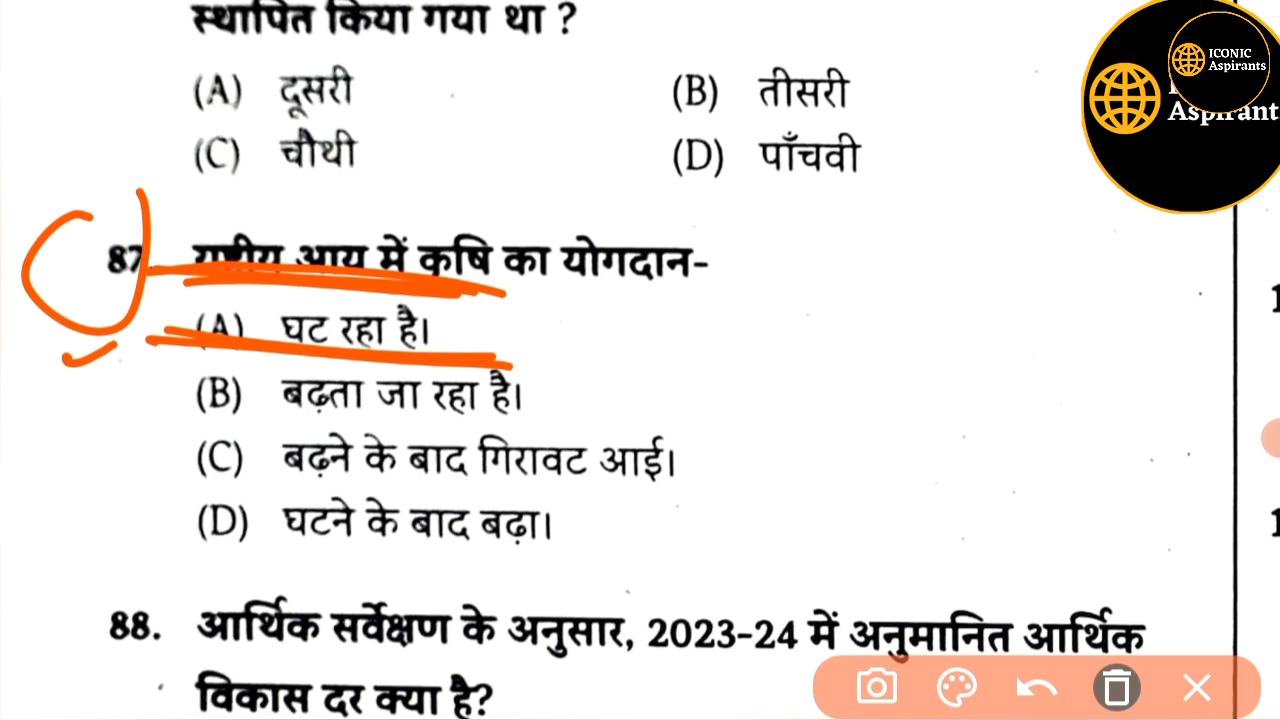 स्थापित किया गया था ?
(A) दूसरी
(B) तीसरी
(C) चौथी
(D) पाँचवी
ICONIC
Aspirants
Aspirant
87. राष्ट्रीय आय में कृषि का योगदान-
(A) घट रहा है।
(B) बढ़ता जा रहा है।
(C) बढ़ने के बाद गिरावट आई।
(D) घटने के बाद बढ़ा।
88. आर्थिक सर्वेक्षण के अनुसार, 2023-24 में अनुमानित आर्थिक
विकास दर क्या है?